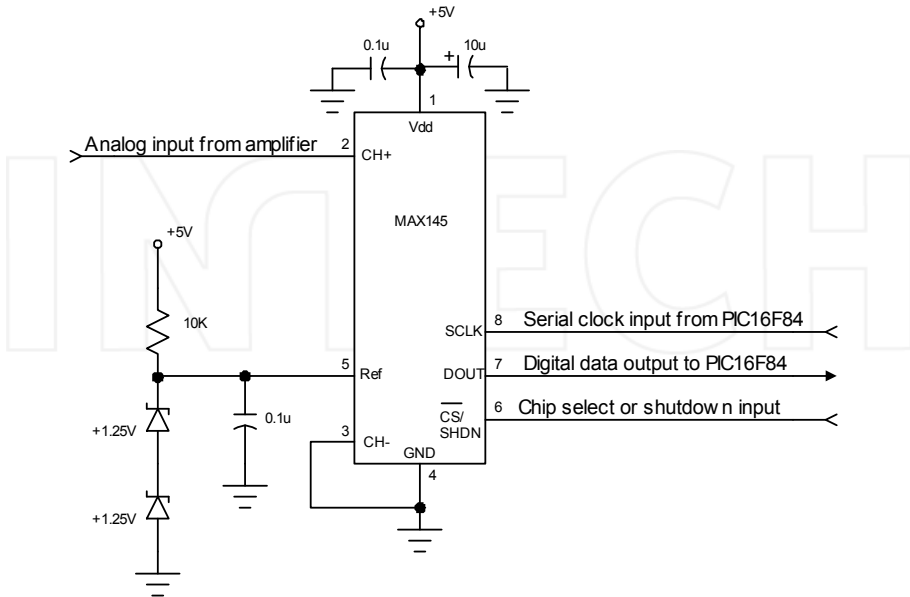 +5V
0.1u
+
10u
1
Vdd
Analog input from amplifier
2
CH+
INTECH
MAX145
+5V
10K
8
Serial clock input from PIC16F84
SCLK
5
Ref
7
Digital data output to PIC16F84
DOUT
+1.25V
0.1u
6
Chip select or shutdown input
CS/
SHDN
3
CH-
GND
4
+1.25V